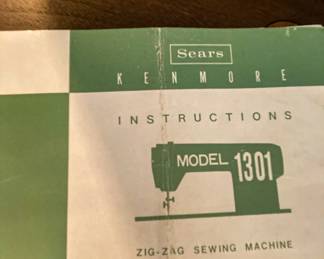 Sears
KENMORE
INSTRUCTIONS
MODEL 1301
ZIG-ZAG SEWING MACHINE